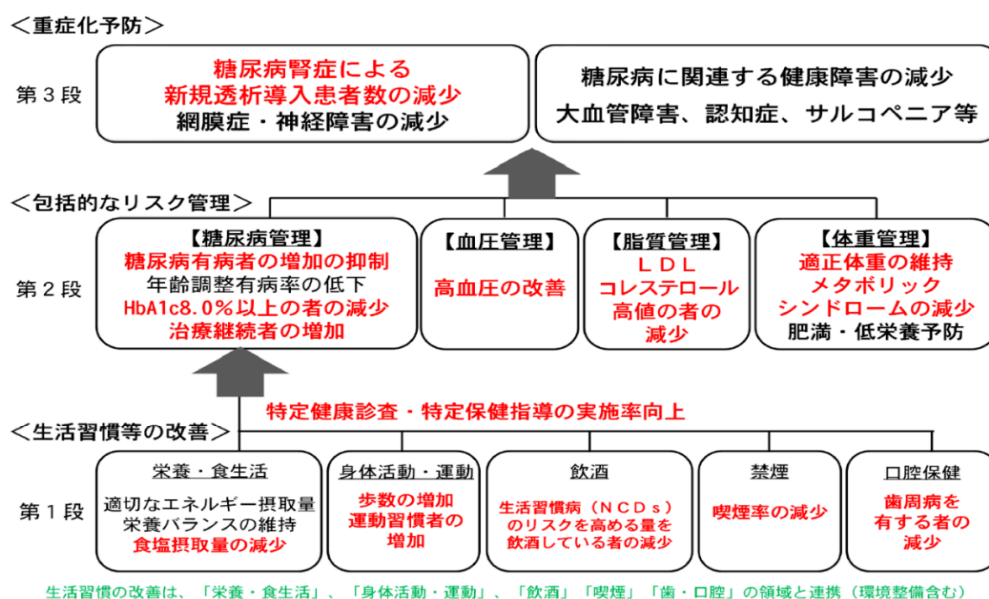 ＜重症化予防＞
第３段
糖尿病腎症による
新規透析導入患者数の減少
網膜症・神経障害の減少
糖尿病に関連する健康障害の減少
大血管障害、認知症、サルコペニア等
＜包括的なリスク管理＞
第２段
【糖尿病管理】
糖尿病有病者の増加の抑制
年齢調整有病率の低下
HbA1c8.0％以上の者の減少
治療継続者の増加
【血圧管理】
高血圧の改善
【脂質管理】
ＬＤＬ
コレステロール
高値の者の
減少
【体重管理】
適正体重の維持
メタボリック
シンドロームの減少
肥満・低栄養予防
特定健康診査・特定保健指導の実施率向上
＜生活習慣等の改善＞
第１段
栄養・食生活
適切なエネルギー摂取量
栄養バランスの維持
食塩摂取量の減少
身体活動・運動
歩数の増加
運動習慣者の
増加
飲酒
生活習慣病（ＮＣＤｓ）
のリスクを高める量を
飲酒している者の減少
禁煙
喫煙率の減少
口腔保健
歯周病を
有する者の
減少
生活習慣の改善は、「栄養・食生活」、「身体活動・運動」、「飲酒」「喫煙」「歯・口腔」の領域と連携（環境整備含む）